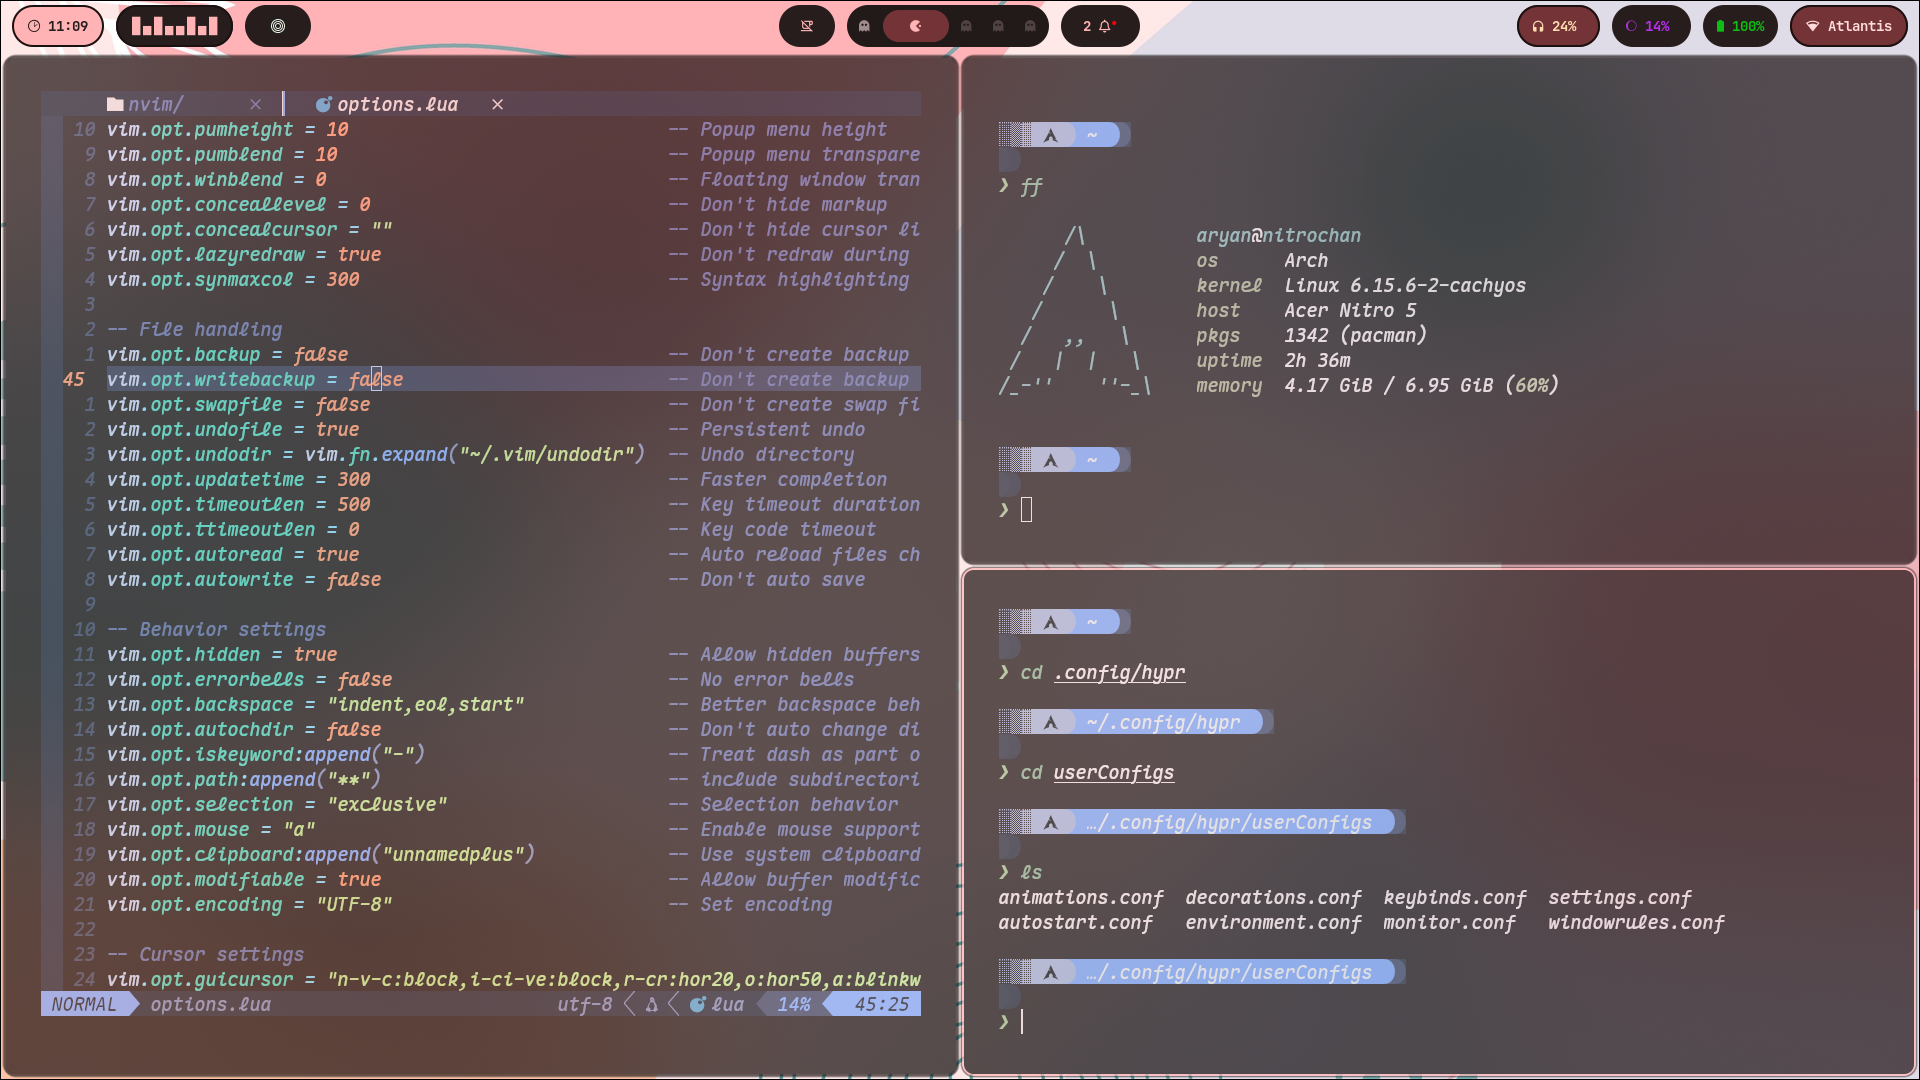 11:09
2
24%
14%
100%
Atlantis
nvim/ × options.lua ×
10 vim.opt.pumheight = 10 -- Popup menu height
9 vim.opt.pumblend = 10 -- Popup menu transpare
8 vim.opt.winblend = 0 -- Floating window tran
7 vim.opt.conceallevel = 0 -- Don't hide markup
6 vim.opt.concealcursor = "" -- Don't hide cursor li
5 vim.opt.lazyredraw = true -- Don't redraw during
4 vim.opt.synmaxcol = 300 -- Syntax highlighting
3
2 -- File handling
1 vim.opt.backup = false -- Don't create backup
45 vim.opt.writebackup = false -- Don't create backup
1 vim.opt.swapfile = false -- Don't create swap fi
2 vim.opt.undofile = true -- Persistent undo
3 vim.opt.undodir = vim.fn.expand("~/.vim/undodir") -- Undo directory
4 vim.opt.updatetime = 300 -- Faster completion
5 vim.opt.timeoutlen = 500 -- Key timeout duration
6 vim.opt.ttimeoutlen = 0 -- Key code timeout
7 vim.opt.autoread = true -- Auto reload files ch
8 vim.opt.autowrite = false -- Don't auto save
9
10 -- Behavior settings
11 vim.opt.hidden = true -- Allow hidden buffers
12 vim.opt.errorbells = false -- No error bells
13 vim.opt.backspace = "indent,eol,start" -- Better backspace beh
14 vim.opt.autochdir = false -- Don't auto change di
15 vim.opt.iskeyword:append("-") -- Treat dash as part o
16 vim.opt.path:append("**") -- include subdirectori
17 vim.opt.selection = "exclusive" -- Selection behavior
18 vim.opt.mouse = "a" -- Enable mouse support
19 vim.opt.clipboard:append("unnamedplus") -- Use system clipboard
20 vim.opt.modifiable = true -- Allow buffer modific
21 vim.opt.encoding = "UTF-8" -- Set encoding
22
23 -- Cursor settings
24 vim.opt.guicursor = "n-v-c:block,i-ci-ve:block,r-cr:hor20,o:hor50,a:blinkw
NORMAL options.lua utf-8 lua 14% 45:25
~
❯ ff
/\ aryan@nitrochan
/ \ os Arch
/ \ kernel Linux 6.15.6-2-cachyos
/ \ host Acer Nitro 5
/ ,, \ pkgs 1342 (pacman)
/ | | \ uptime 2h 36m
/_-'' ''-_\ memory 4.17 GiB / 6.95 GiB (60%)
~
❯
~
❯ cd .config/hypr
~/.config/hypr
❯ cd userConfigs
…/.config/hypr/userConfigs
❯ ls
animations.conf decorations.conf keybinds.conf settings.conf
autostart.conf environment.conf monitor.conf windowrules.conf
…/.config/hypr/userConfigs
❯